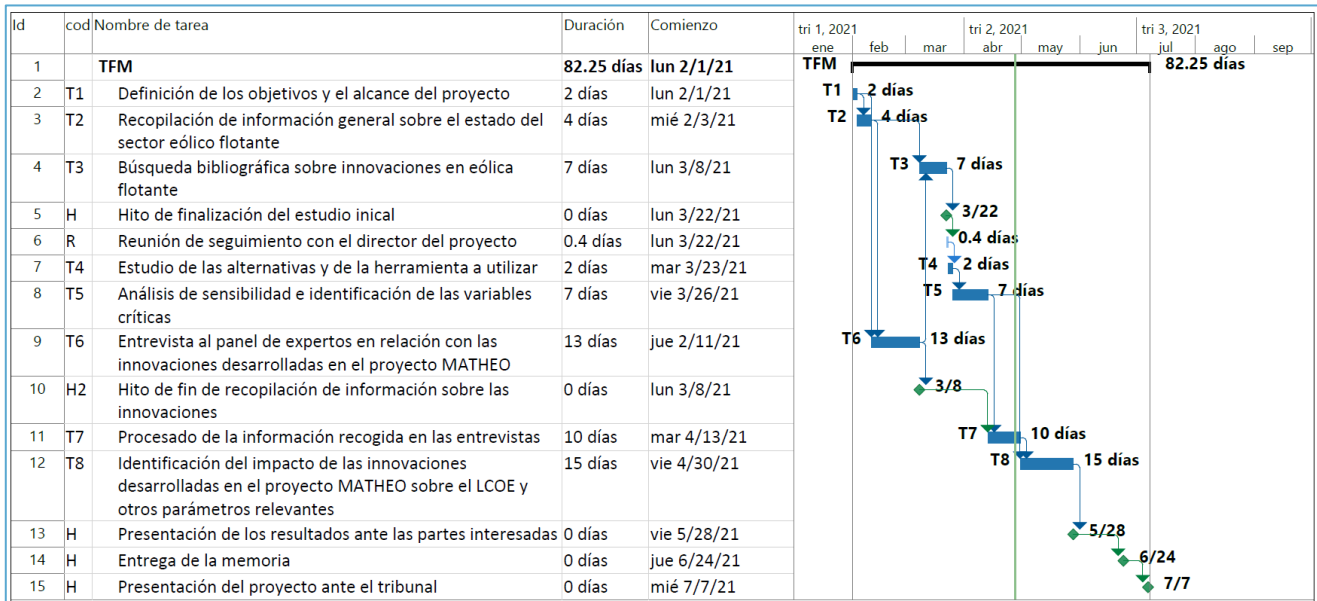 Id cod Nombre de tarea Duración Comienzo tri 1, 2021 tri 2, 2021 tri 3, 2021
ene feb mar abr may jun jul ago sep
1 TFM 82.25 días lun 2/1/21 TFM 82.25 días
2 T1 Definición de los objetivos y el alcance del proyecto 2 días lun 2/1/21 T1 2 días
3 T2 Recopilación de información general sobre el estado del 4 días mié 2/3/21 T2 4 días
sector eólico flotante
4 T3 Búsqueda bibliográfica sobre innovaciones en eólica 7 días lun 3/8/21 T3 7 días
flotante
5 H Hito de finalización del estudio inical 0 días lun 3/22/21 3/22
6 R Reunión de seguimiento con el director del proyecto 0.4 días lun 3/22/21 0.4 días
7 T4 Estudio de las alternativas y de la herramienta a utilizar 2 días mar 3/23/21 T4 2 días
8 T5 Análisis de sensibilidad e identificación de las variables 7 días vie 3/26/21 T5 7 días
críticas
9 T6 Entrevista al panel de expertos en relación con las 13 días jue 2/11/21 T6 13 días
innovaciones desarrolladas en el proyecto MATHEO
10 H2 Hito de fin de recopilación de información sobre las 0 días lun 3/8/21 3/8
innovaciones
11 T7 Procesado de la información recogida en las entrevistas 10 días mar 4/13/21 T7 10 días
12 T8 Identificación del impacto de las innovaciones 15 días vie 4/30/21 T8 15 días
desarrolladas en el proyecto MATHEO sobre el LCOE y
otros parámetros relevantes
13 H Presentación de los resultados ante las partes interesadas 0 días vie 5/28/21 5/28
14 H Entrega de la memoria 0 días jue 6/24/21 6/24
15 H Presentación del proyecto ante el tribunal 0 días mié 7/7/21 7/7